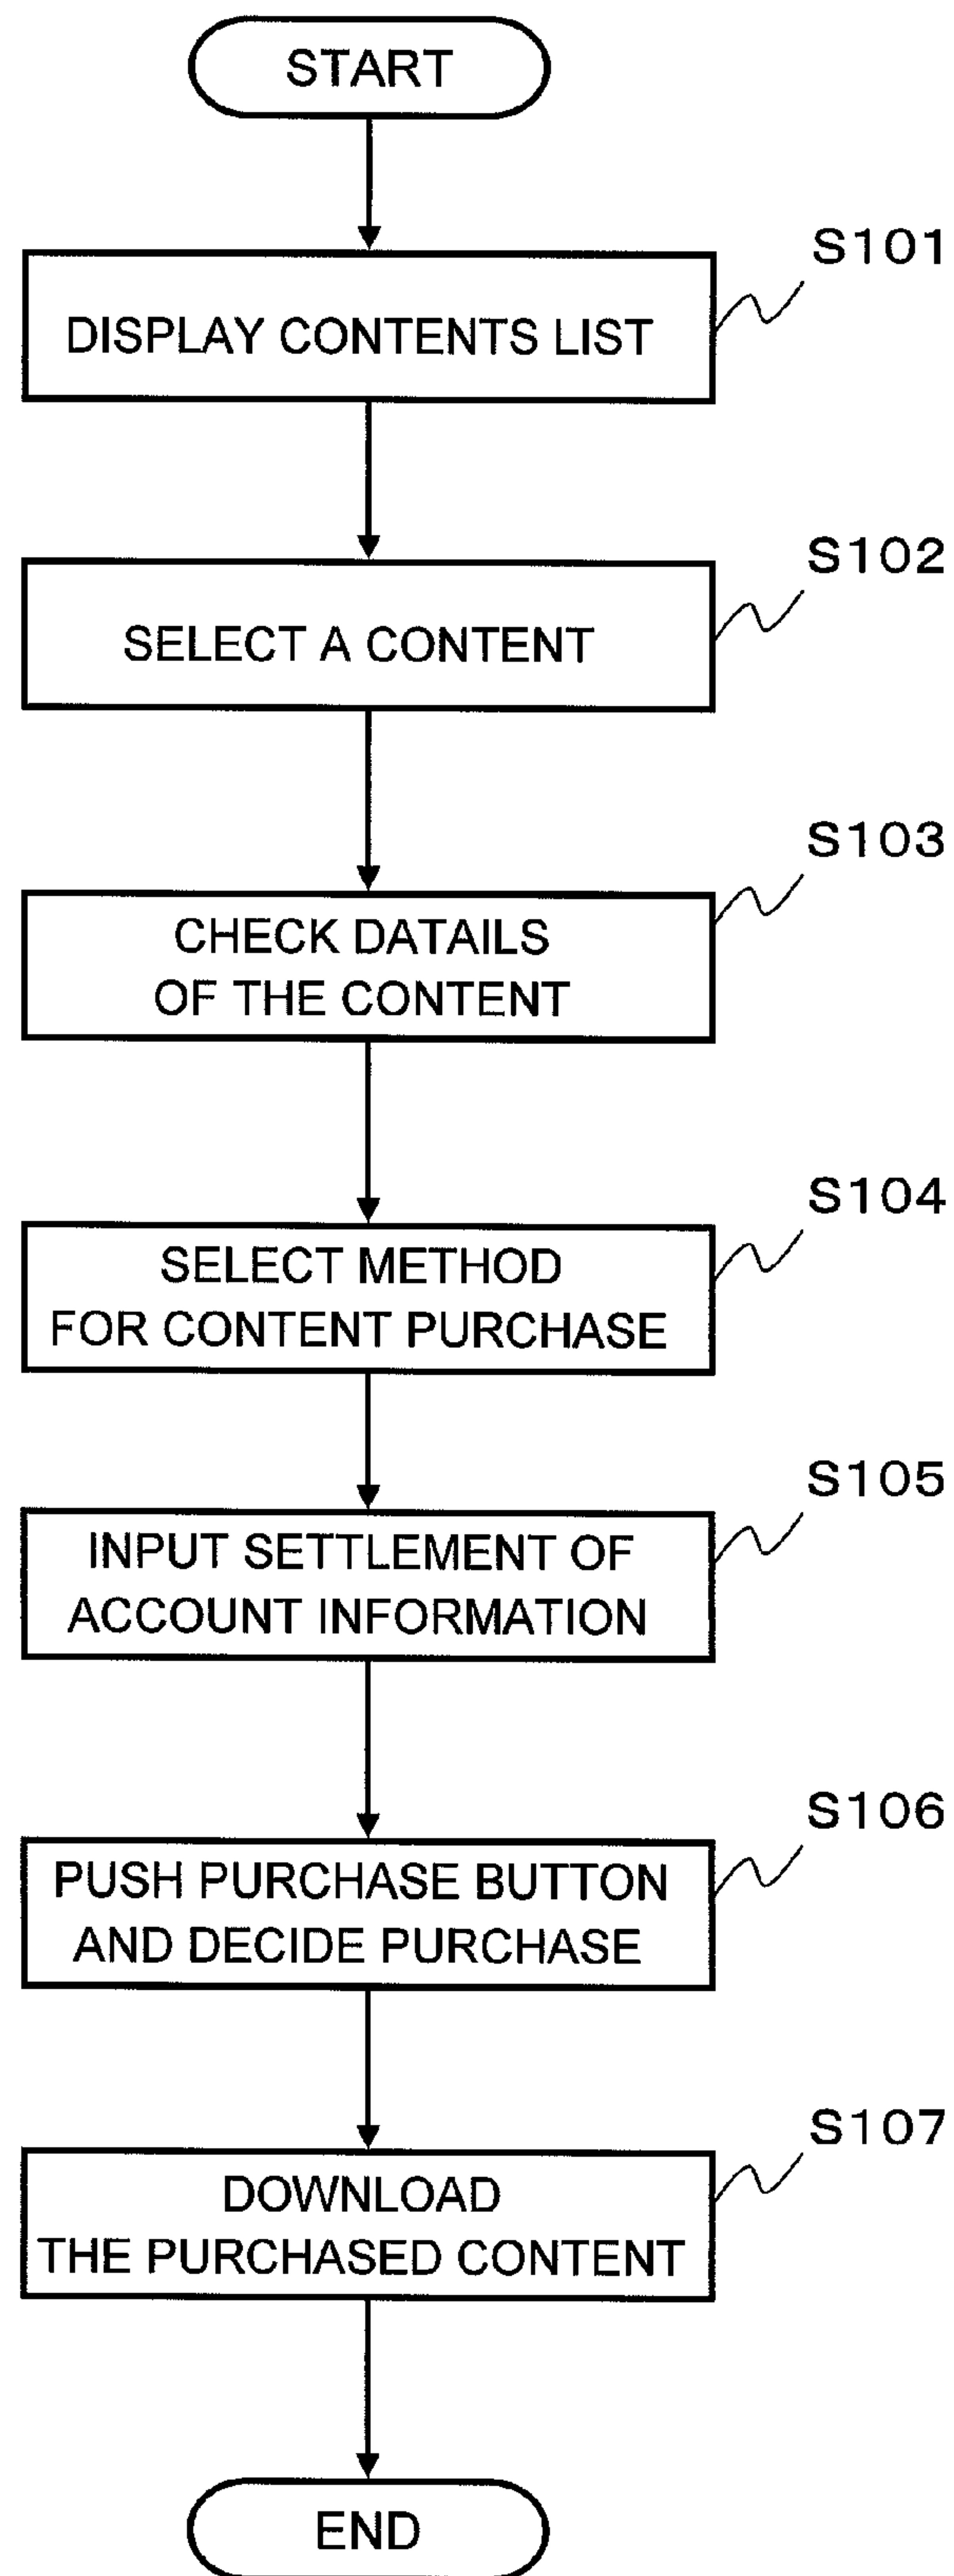 START
S101
DISPLAY CONTENTS LIST
S102
SELECT A CONTENT
S103
CHECK DATAILS
OF THE CONTENT
S104
SELECT METHOD
FOR CONTENT PURCHASE
S105
INPUT SETTLEMENT OF
ACCOUNT INFORMATION
S106
PUSH PURCHASE BUTTON
AND DECIDE PURCHASE
S107
DOWNLOAD
THE PURCHASED CONTENT
END